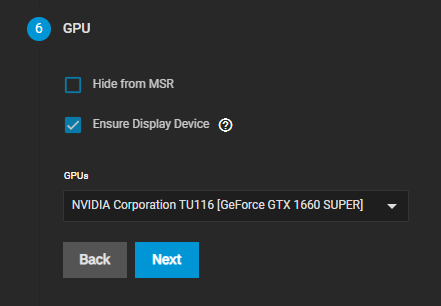 6 GPU
Hide from MSR
Ensure Display Device ?
GPUs
NVIDIA Corporation TU116 [GeForce GTX 1660 SUPER]
Back Next